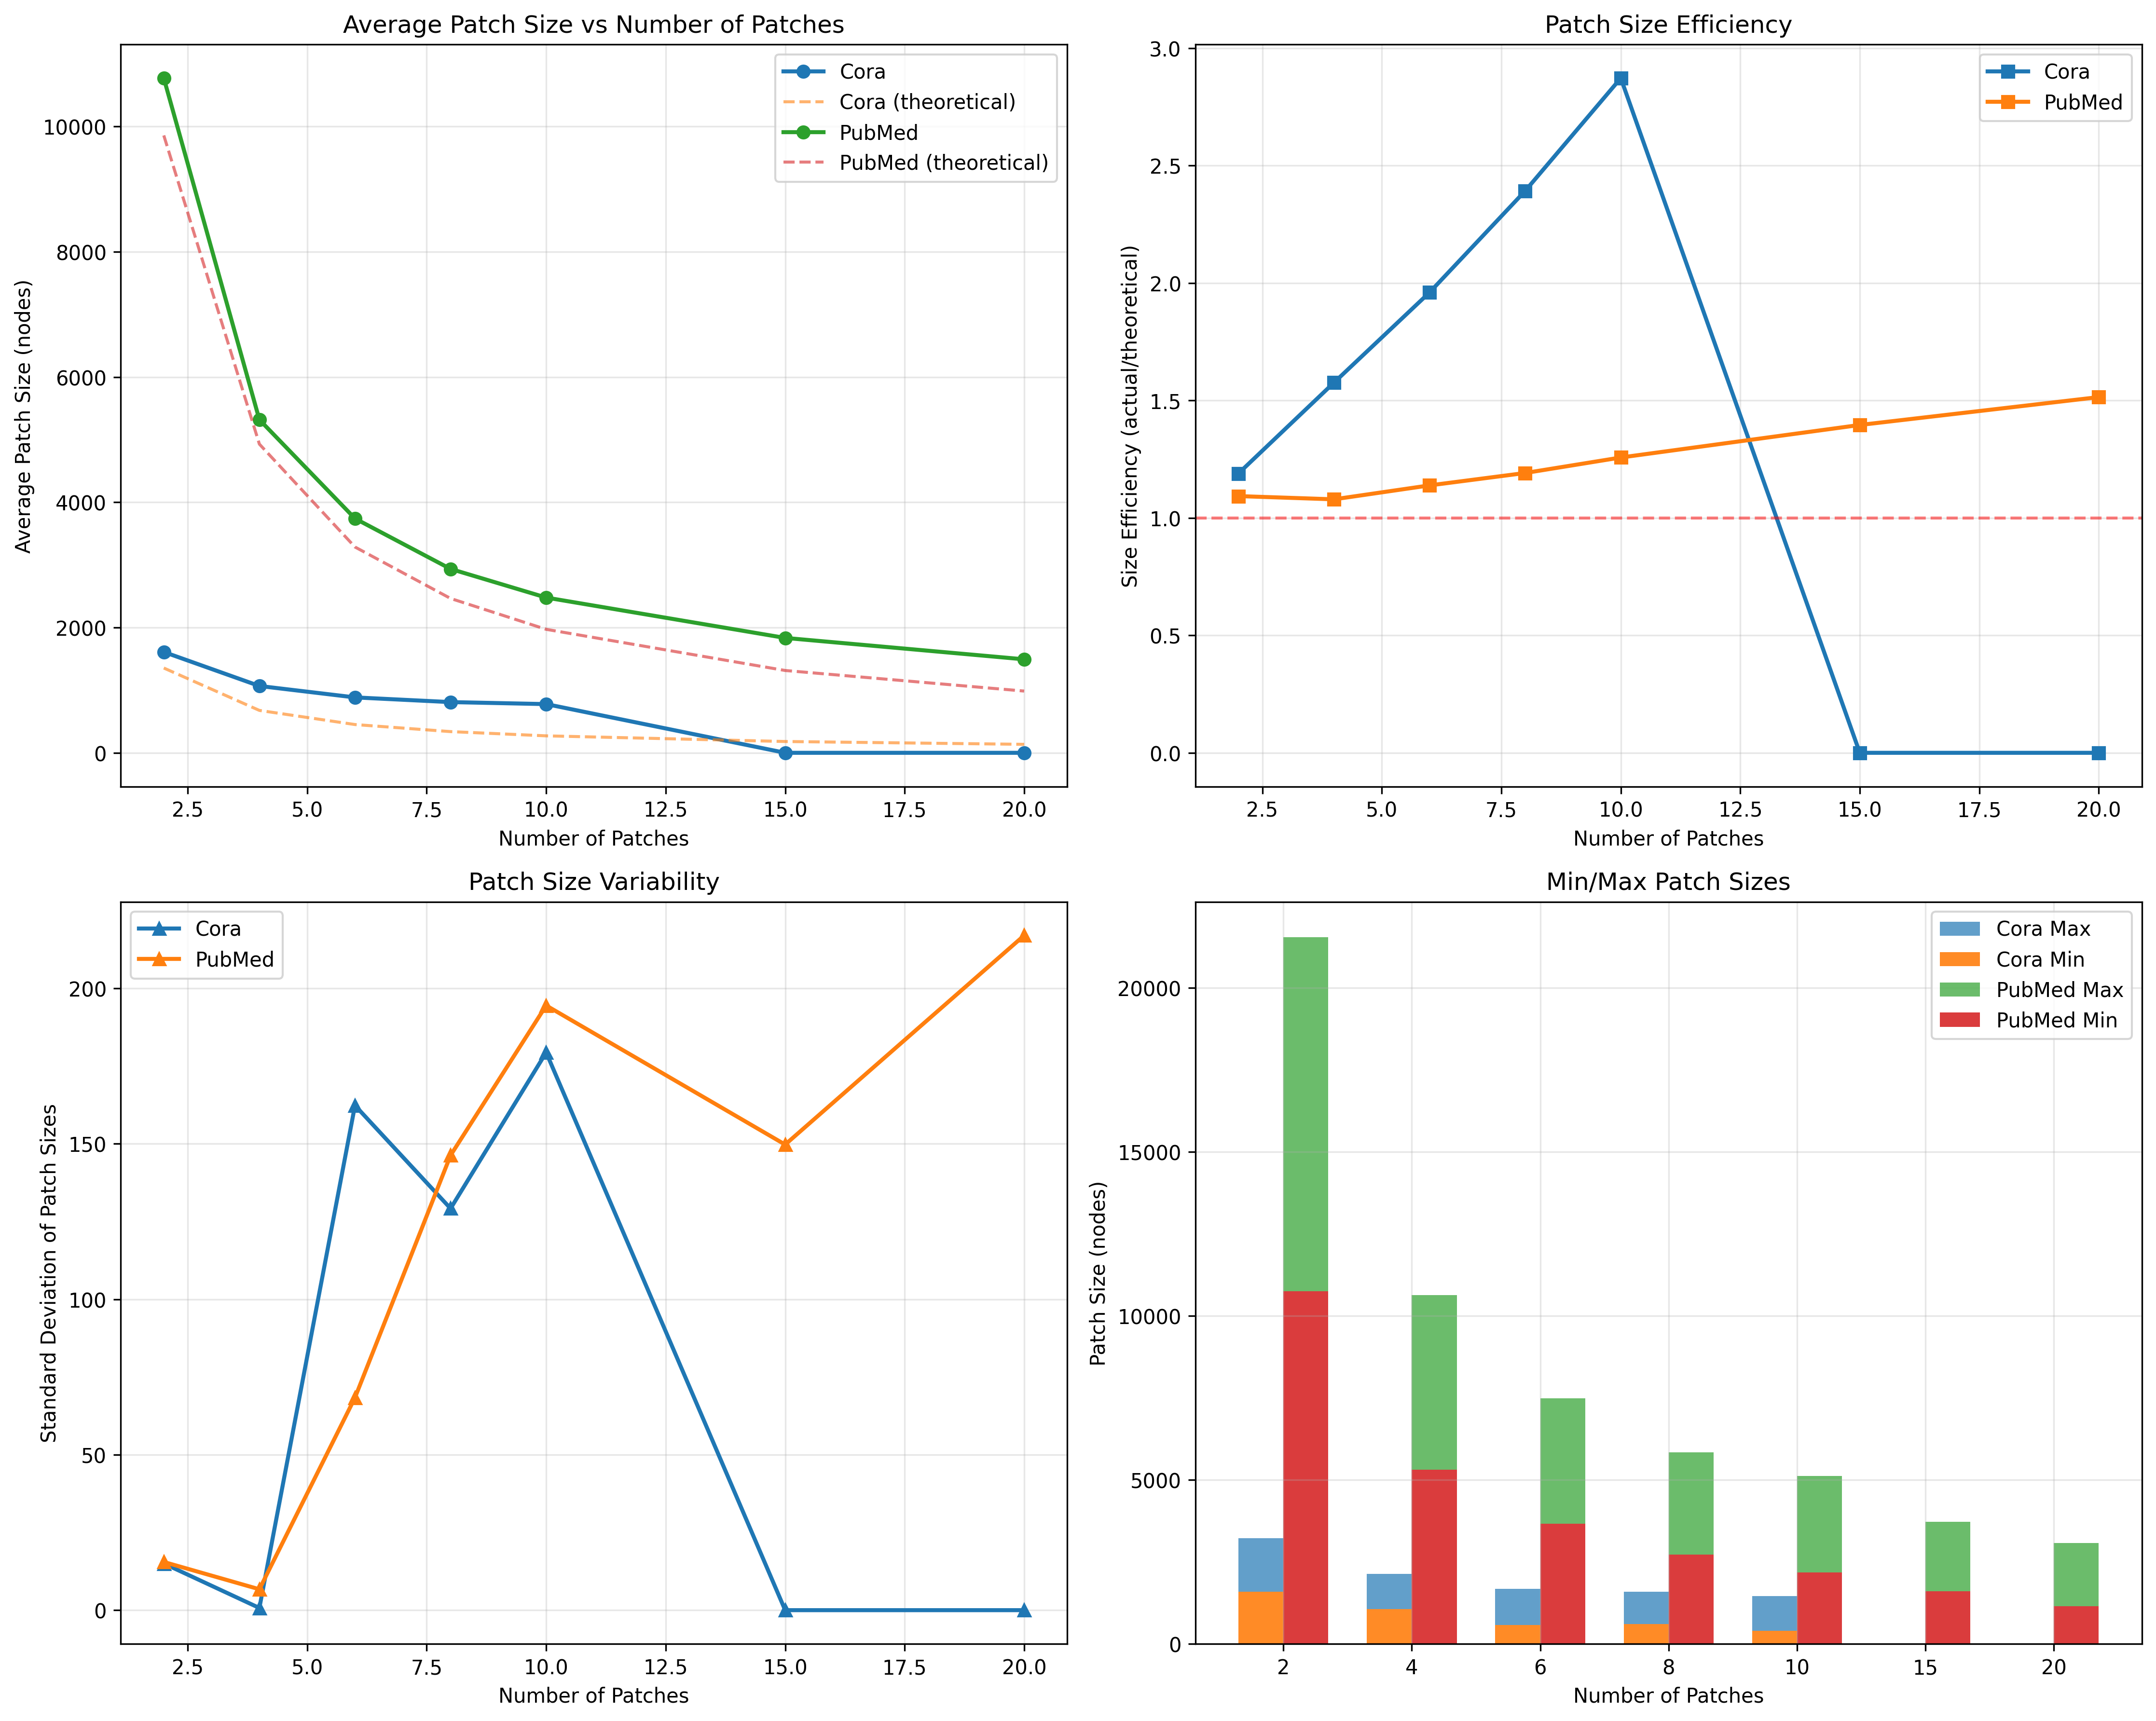 Average Patch Size vs Number of Patches
Average Patch Size (nodes)
10000
8000
6000
4000
2000
0
Cora
Cora (theoretical)
PubMed
PubMed (theoretical)
2.5 5.0 7.5 10.0 12.5 15.0 17.5 20.0
Number of Patches
Patch Size Efficiency
Size Efficiency (actual/theoretical)
3.0
2.5
2.0
1.5
1.0
0.5
0.0
Cora
PubMed
2.5 5.0 7.5 10.0 12.5 15.0 17.5 20.0
Number of Patches
Patch Size Variability
Standard Deviation of Patch Sizes
200
150
100
50
0
Cora
PubMed
2.5 5.0 7.5 10.0 12.5 15.0 17.5 20.0
Number of Patches
Min/Max Patch Sizes
Patch Size (nodes)
20000
15000
10000
5000
0
Cora Max
Cora Min
PubMed Max
PubMed Min
2 4 6 8 10 15 20
Number of Patches